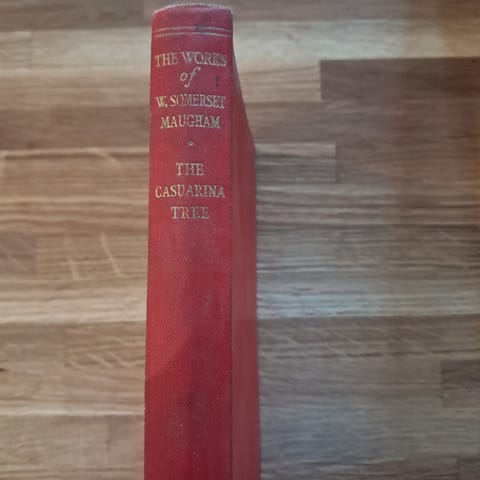 THE WORKS
of
W. SOMERSET
MAUGHAM
THE
CASUARINA
TREE